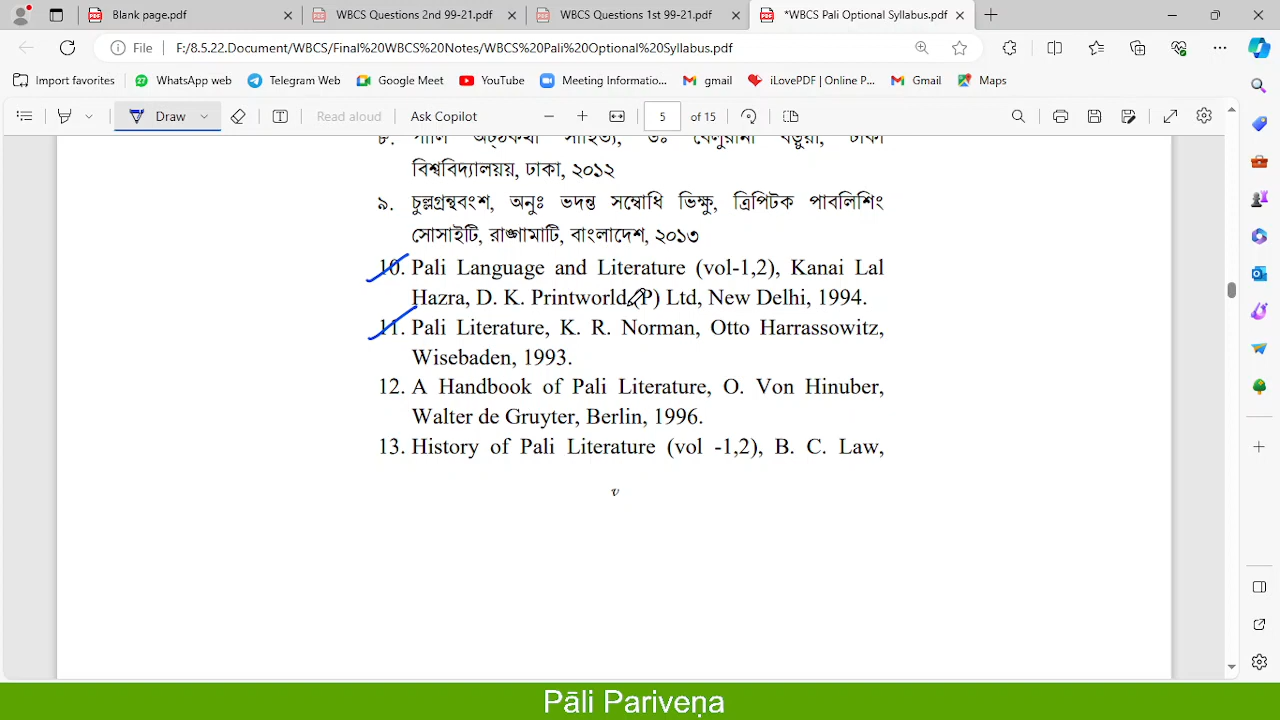 Blank page.pdf
WBCS Questions 2nd 99-21.pdf
WBCS Questions 1st 99-21.pdf
*WBCS Pali Optional Syllabus.pdf
File F:/8.5.22.Document/WBCS/Final%20WBCS%20Notes/WBCS%20Pali%20Optional%20Syllabus.pdf
Import favorites WhatsApp web Telegram Web Google Meet YouTube Meeting Informatio... gmail iLovePDF | Online P... Gmail Maps
Draw Read aloud Ask Copilot 5 of 15
৮. পালি অট্‌ঠকথা সাহিত্য, ডঃ বেলুরানী বড়ুয়া, ঢাকা
বিশ্ববিদ্যালয়য়, ঢাকা, ২০১২
৯. চুল্লগ্রন্থবংশ, অনুঃ ভদন্ত সম্বোধি ভিক্ষু, ত্রিপিটক পাবলিশিং
সোসাইটি, রাঙ্গামাটি, বাংলাদেশ, ২০১৩
10. Pali Language and Literature (vol-1,2), Kanai Lal
Hazra, D. K. Printworld, (P) Ltd, New Delhi, 1994.
11. Pali Literature, K. R. Norman, Otto Harrassowitz,
Wisebaden, 1993.
12. A Handbook of Pali Literature, O. Von Hinuber,
Walter de Gruyter, Berlin, 1996.
13. History of Pali Literature (vol -1,2), B. C. Law,
v
Pāli Pariveṇa